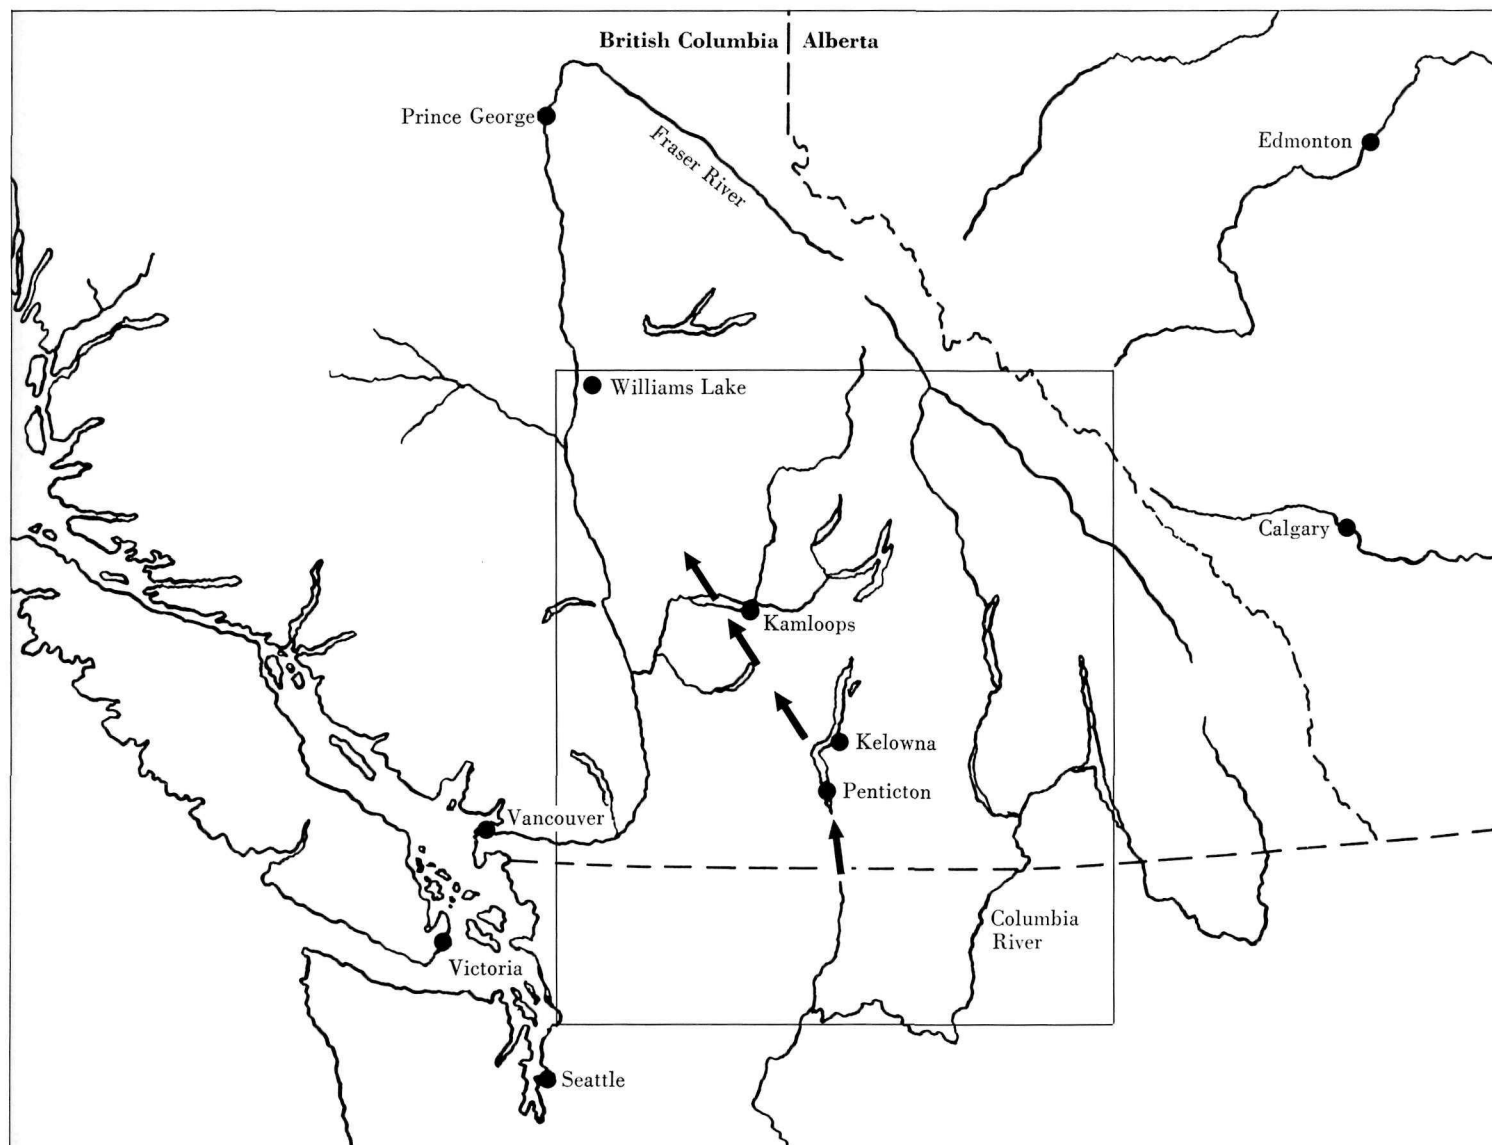 British Columbia
Alberta
Prince George
Fraser River
Edmonton
Williams Lake
Calgary
Kamloops
Kelowna
Penticton
Vancouver
Columbia
River
Victoria
Seattle